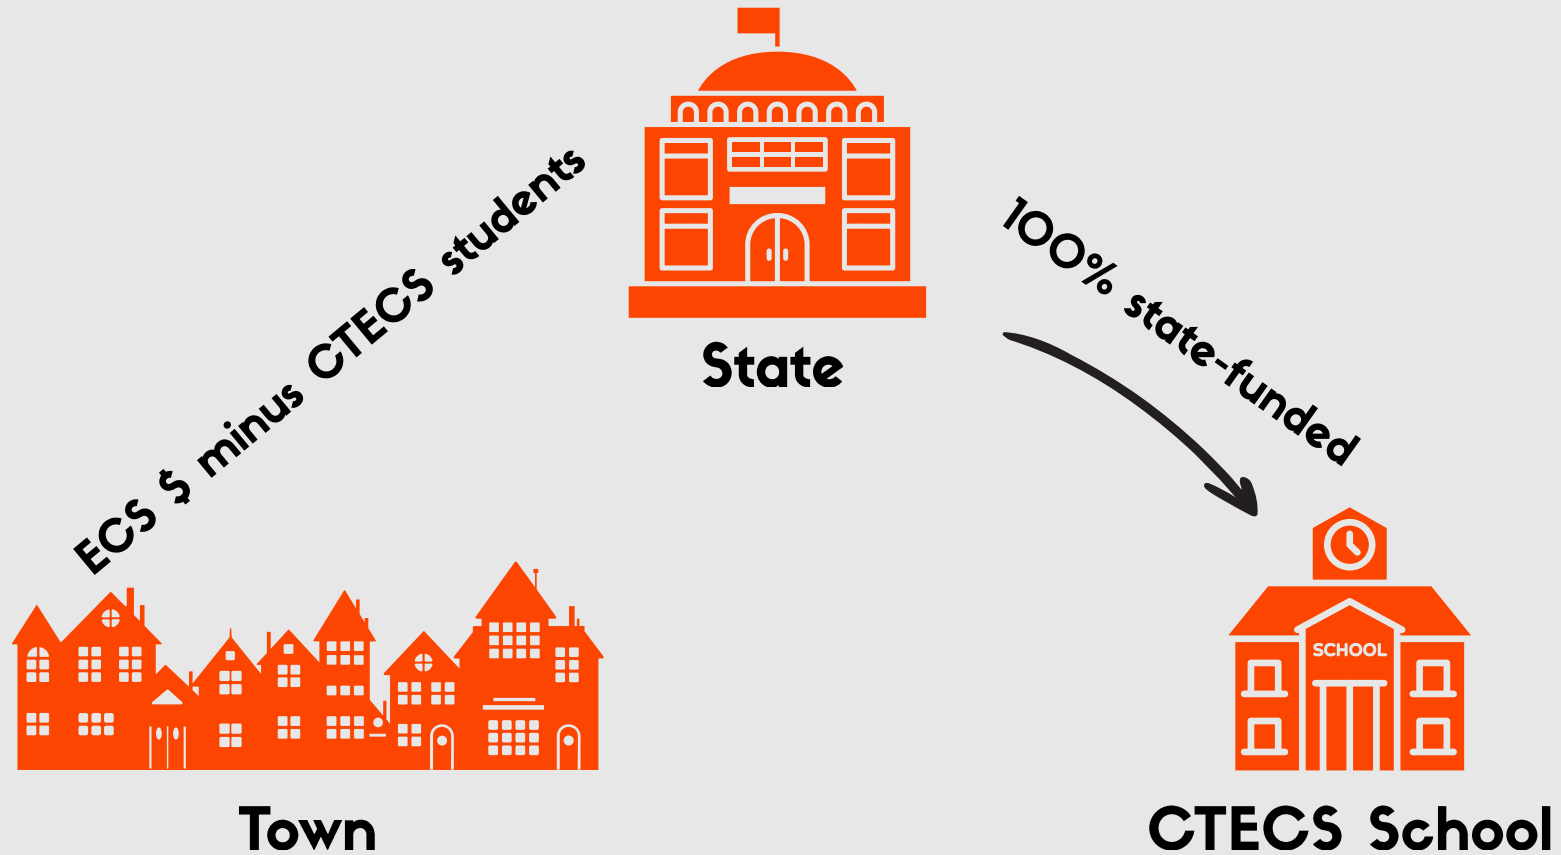 ECS $ minus CTECS students
State
100% state-funded
SCHOOL
Town
CTECS School